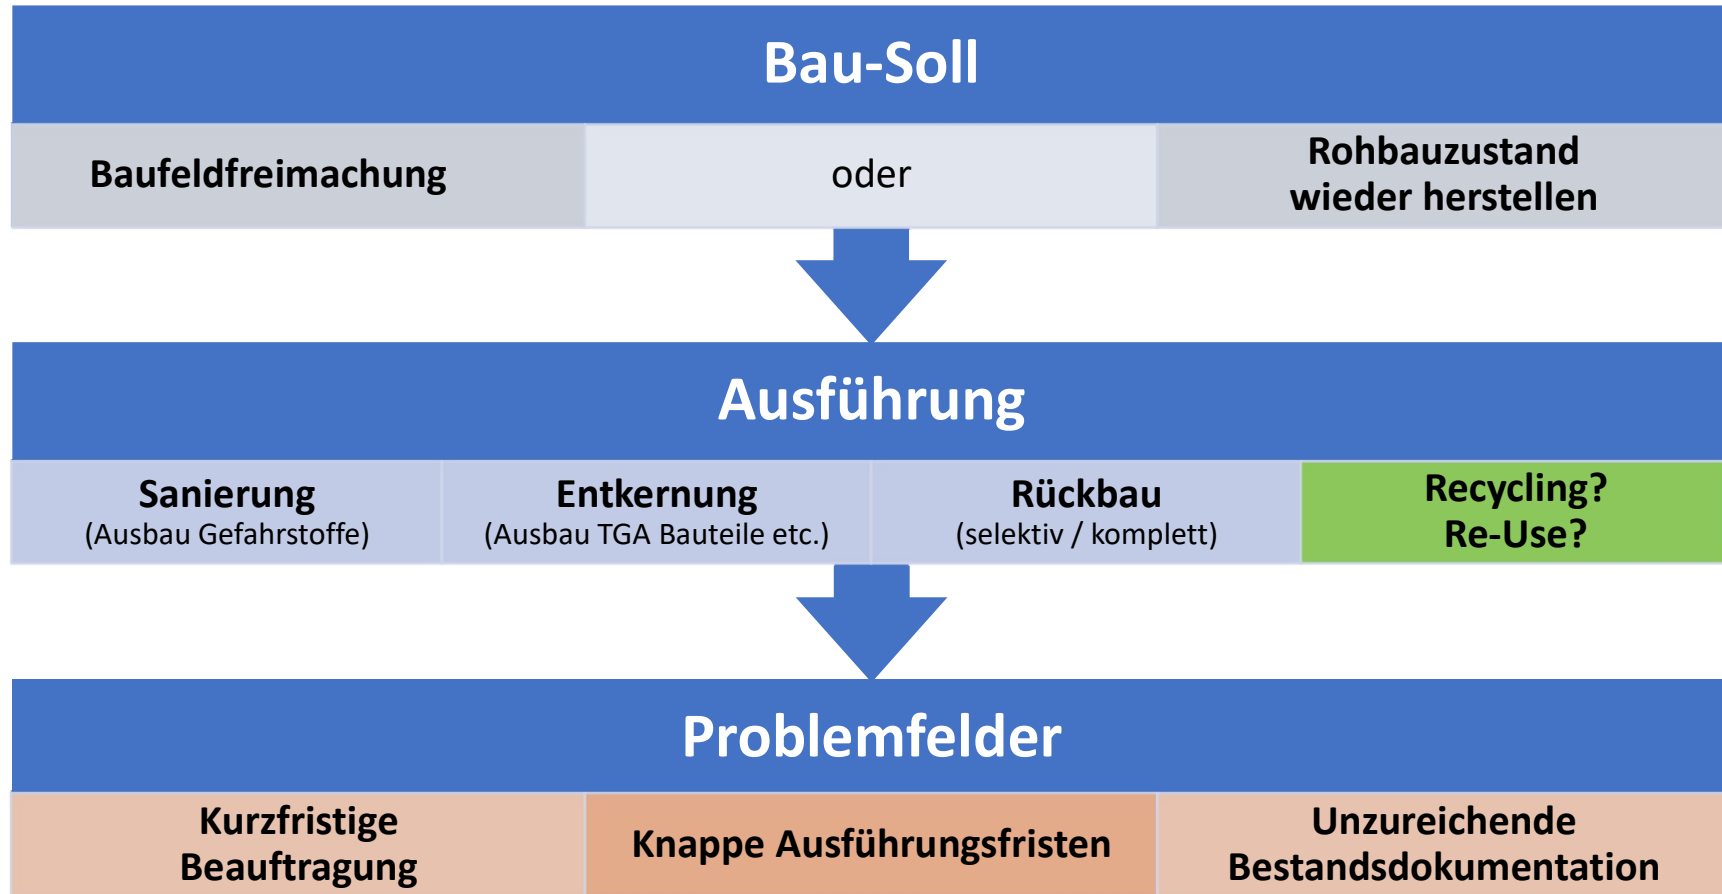 Bau-Soll
Baufeldfreimachung
oder
Rohbauzustand
wieder herstellen
Ausführung
Sanierung
(Ausbau Gefahrstoffe)
Entkernung
(Ausbau TGA Bauteile etc.)
Rückbau
(selektiv / komplett)
Recycling?
Re-Use?
Problemfelder
Kurzfristige
Beauftragung
Knappe Ausführungsfristen
Unzureichende
Bestandsdokumentation